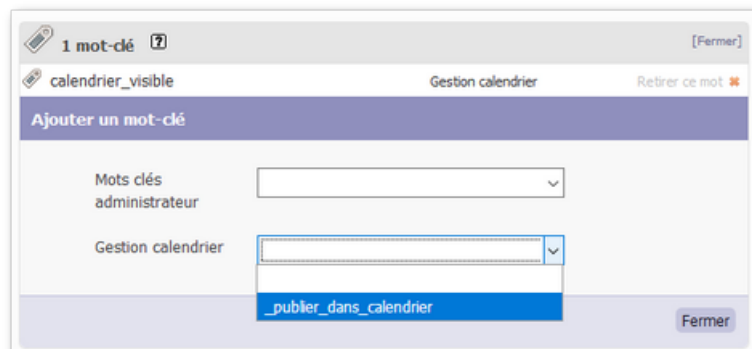 1 mot-clé ? [Fermer]
calendrier_visible Gestion calendrier Retirer ce mot
Ajouter un mot-clé
Mots clés
administrateur
Gestion calendrier
_publier_dans_calendrier
Fermer